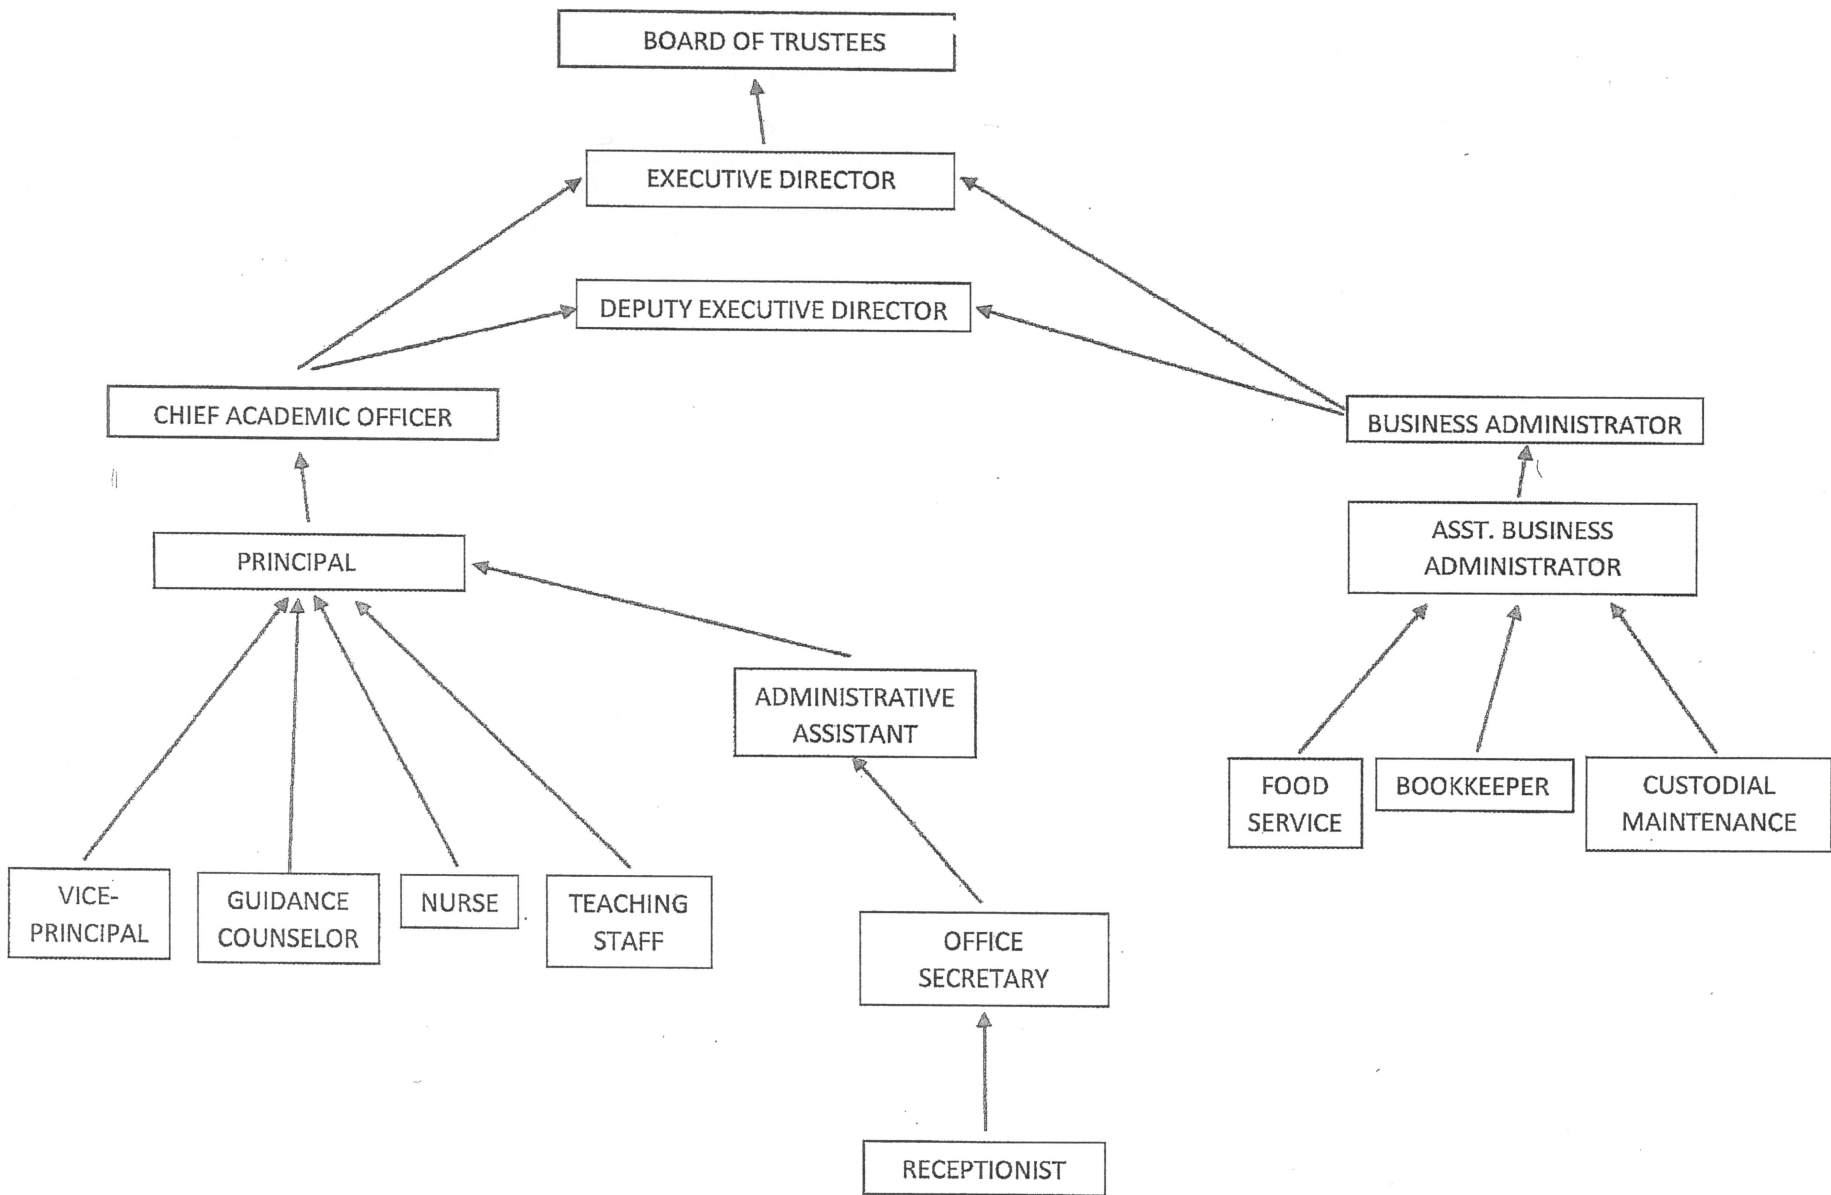 BOARD OF TRUSTEES
EXECUTIVE DIRECTOR
DEPUTY EXECUTIVE DIRECTOR
CHIEF ACADEMIC OFFICER
BUSINESS ADMINISTRATOR
PRINCIPAL
ASST. BUSINESS
ADMINISTRATOR
ADMINISTRATIVE
ASSISTANT
FOOD
SERVICE
BOOKKEEPER
CUSTODIAL
MAINTENANCE
VICE-
PRINCIPAL
GUIDANCE
COUNSELOR
NURSE
TEACHING
STAFF
OFFICE
SECRETARY
RECEPTIONIST